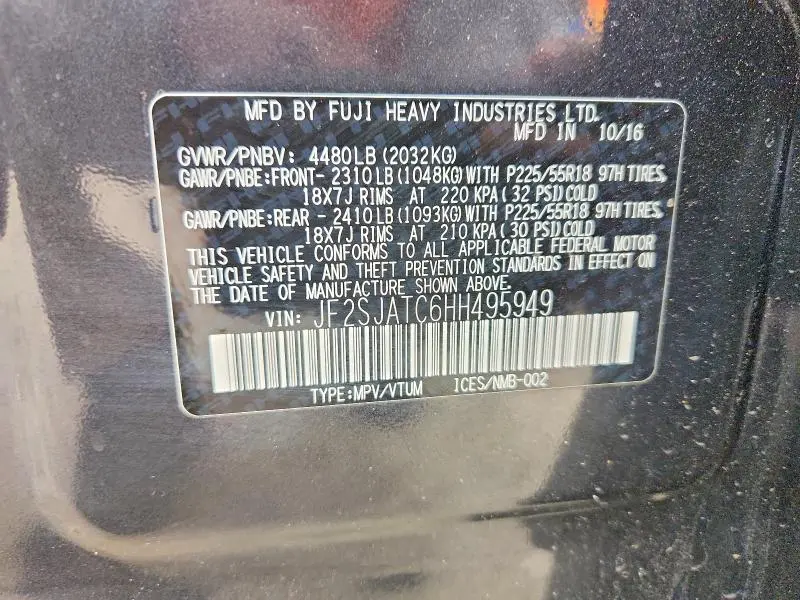 MFD BY FUJI HEAVY INDUSTRIES LTD.
MFD IN 10/16
GVWR/PNBV: 4480LB (2032KG)
GAWR/PNBE:FRONT- 2310LB (1048KG) WITH P225/55R18 97H TIRES,
18X7J RIMS AT 220 KPA (32 PSI) COLD
GAWR/PNBE:REAR - 2410LB (1093KG) WITH P225/55R18 97H TIRES,
18X7J RIMS AT 210 KPA (30 PSI) COLD
THIS VEHICLE CONFORMS TO ALL APPLICABLE FEDERAL MOTOR
VEHICLE SAFETY AND THEFT PREVENTION STANDARDS IN EFFECT ON
THE DATE OF MANUFACTURE SHOWN ABOVE.
VIN: JF2SJATC6HH495949
TYPE:MPV/VTUM ICES/NMB-002